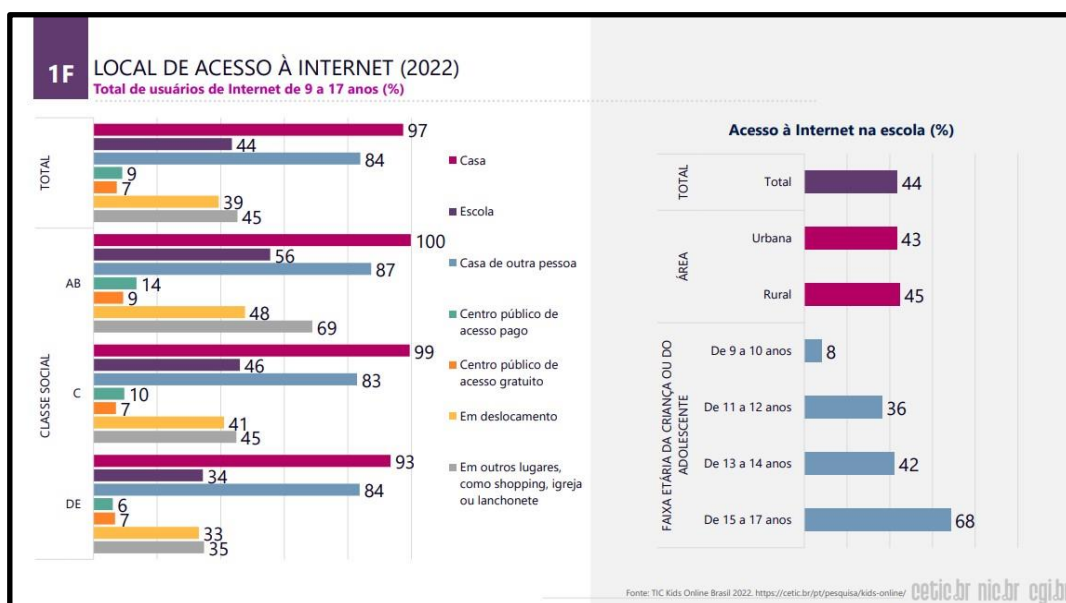 1F
LOCAL DE ACESSO À INTERNET (2022)
Total de usuários de Internet de 9 a 17 anos (%)
TOTAL
97
44
84
9
7
39
45
CLASSE SOCIAL
AB
100
56
87
14
9
48
69
C
99
46
83
10
7
41
45
DE
93
34
84
6
7
33
35
Casa
Escola
Casa de outra pessoa
Centro público de
acesso pago
Centro público de
acesso gratuito
Em deslocamento
Em outros lugares,
como shopping, igreja
ou lanchonete
Acesso à Internet na escola (%)
TOTAL
Total 44
ÁREA
Urbana 43
Rural 45
FAIXA ETÁRIA DA CRIANÇA OU DO
ADOLESCENTE
De 9 a 10 anos 8
De 11 a 12 anos 36
De 13 a 14 anos 42
De 15 a 17 anos 68
Fonte: TIC Kids Online Brasil 2022. https://cetic.br/pt/pesquisa/kids-online/ cetic.br nic.br cgi.br